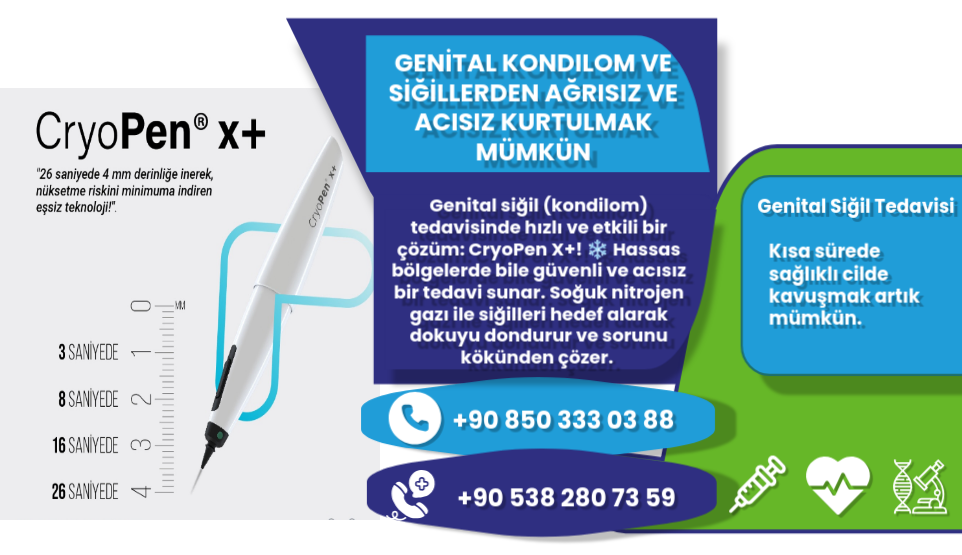 CryoPen® x+
"26 saniyede 4 mm derinliğe inerek,
nüksetme riskini minimuma indiren
eşsiz teknoloji!".
CryoPen x+
0 MM
3 SANİYEDE 1
8 SANİYEDE 2
16 SANİYEDE 3
26 SANİYEDE 4
GENİTAL KONDILOM VE
SİĞİLLERDEN AĞRISIZ VE
ACISIZ KURTULMAK
MÜMKÜN
Genital siğil (kondilom)
tedavisinde hızlı ve etkili bir
çözüm: CryoPen X+! ❄️ Hassas
bölgelerde bile güvenli ve acısız
bir tedavi sunar. Soğuk nitrojen
gazı ile siğilleri hedef alarak
dokuyu dondurur ve sorunu
kökünden çözer.
+90 850 333 03 88
+90 538 280 73 59
Genital Siğil Tedavisi
Kısa sürede
sağlıklı cilde
kavuşmak artık
mümkün.